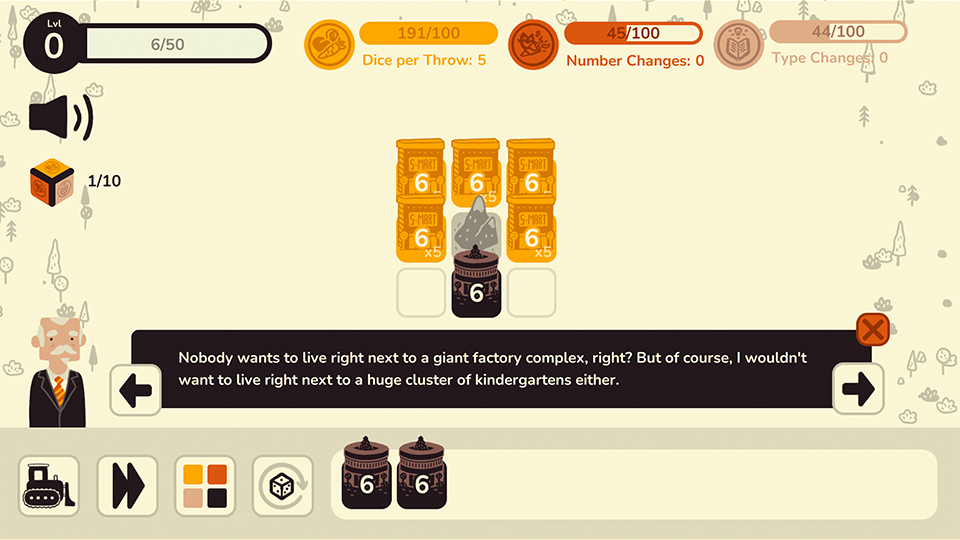 Lvl
0
6/50
191/100
Dice per Throw: 5
45/100
Number Changes: 0
44/100
Type Changes: 0
1/10
S-MART
6
S-MART
6
x5
S-MART
6
S-MART
6
x5
S-MART
6
x5
6
Nobody wants to live right next to a giant factory complex, right? But of course, I wouldn't
want to live right next to a huge cluster of kindergartens either.
6
6